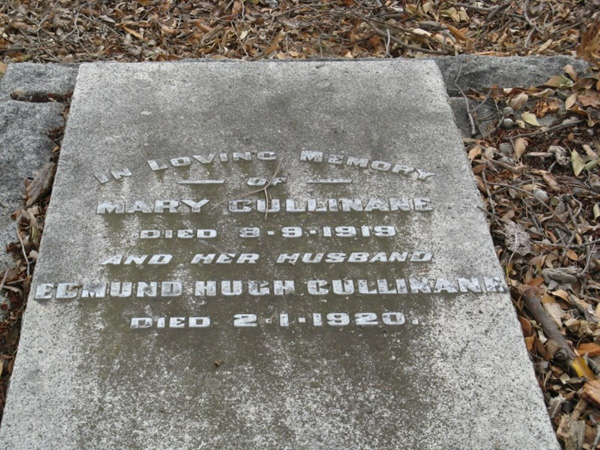 IN LOVING MEMORY
OF
MARY CULLINANE
DIED 9-9-1919
AND HER HUSBAND
EDMUND HUGH CULLINANE
DIED 2-1-1920.